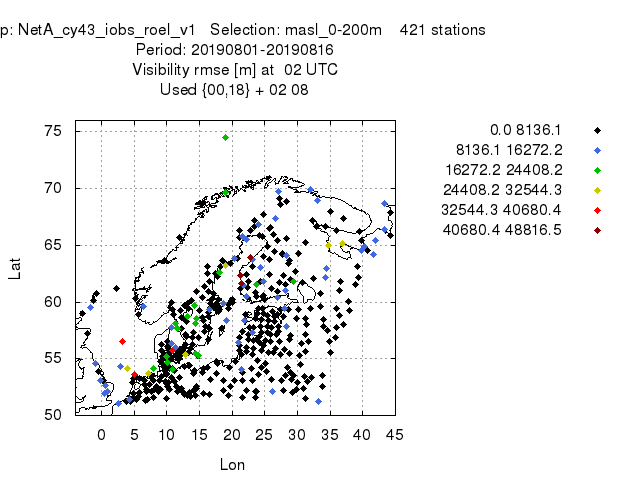 p: NetA_cy43_iobs_roel_v1 Selection: masl_0-200m 421 stations
Period: 20190801-20190816
Visibility rmse [m] at 02 UTC
Used {00,18} + 02 08
0.0 8136.1
8136.1 16272.2
16272.2 24408.2
24408.2 32544.3
32544.3 40680.4
40680.4 48816.5
75
70
65
60
55
50
Lat
0 5 10 15 20 25 30 35 40 45
Lon